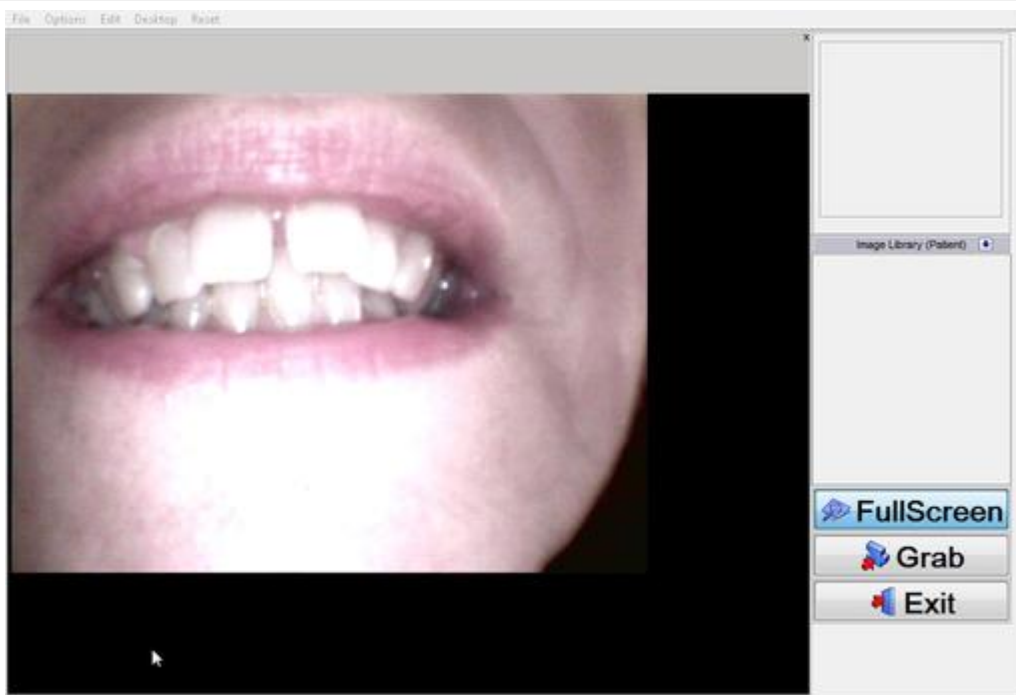 File Options Edit Desktop Reset
x
Image Library (Patient)
FullScreen
Grab
Exit